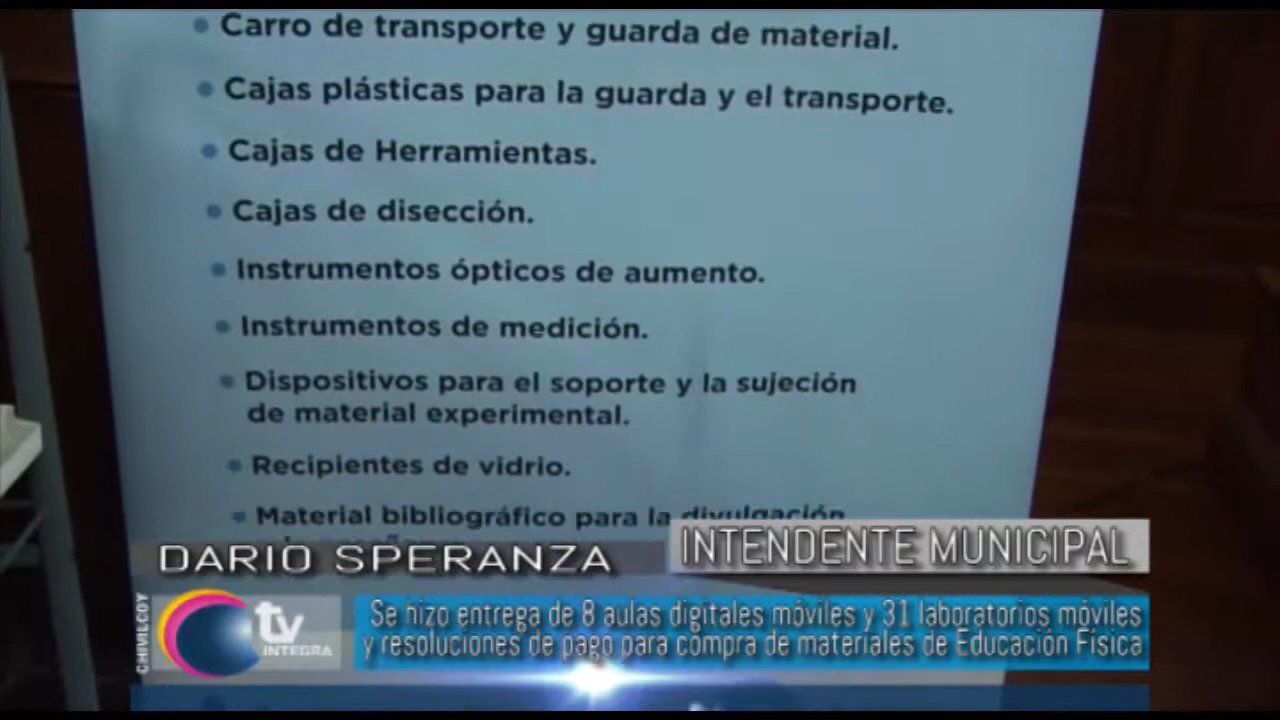 Carro de transporte y guarda de material.
Cajas plásticas para la guarda y el transporte.
Cajas de Herramientas.
Cajas de disección.
Instrumentos ópticos de aumento.
Instrumentos de medición.
Dispositivos para el soporte y la sujeción
de material experimental.
Recipientes de vidrio.
Material bibliográfico para la divulgación
DARIO SPERANZA
INTENDENTE MUNICIPAL
CHIVILCOY
tv
INTEGRA
Se hizo entrega de 8 aulas digitales móviles y 31 laboratorios móviles
y resoluciones de pago para compra de materiales de Educación Física